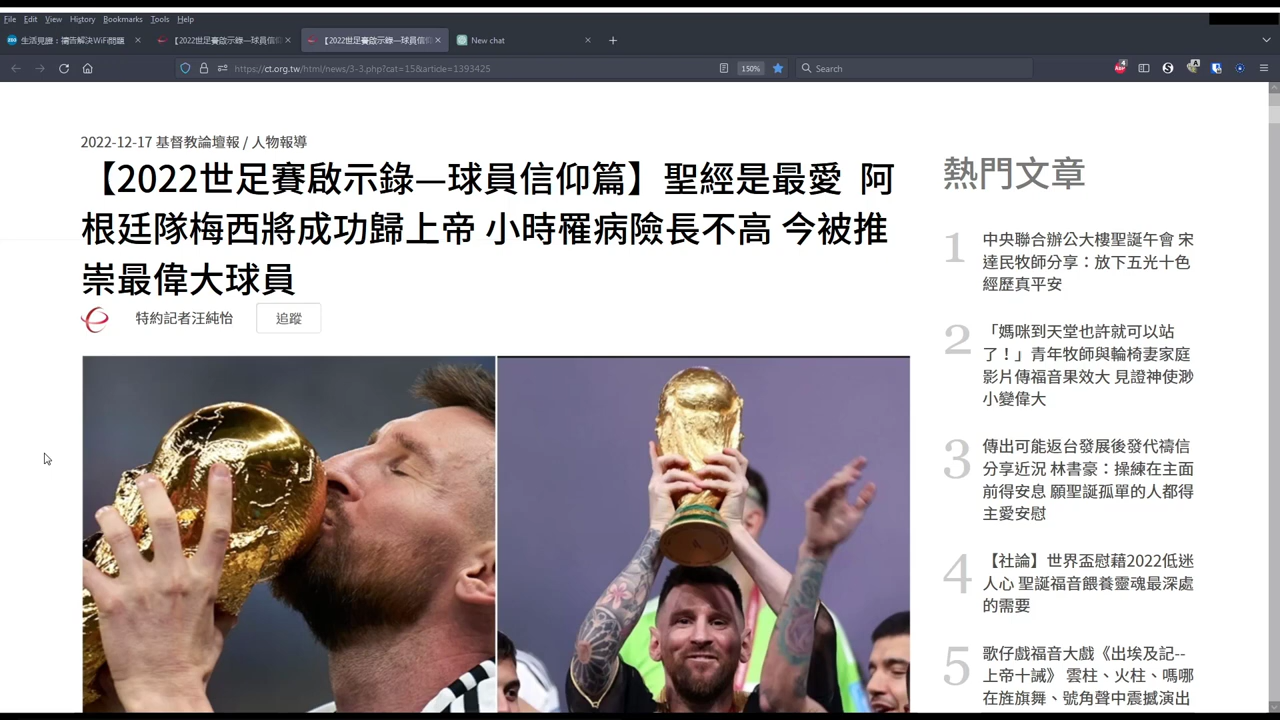 File Edit View History Bookmarks Tools Help
生活見證：禱告解決WiFi問題
【2022世足賽啟示錄—球員信仰
【2022世足賽啟示錄—球員信仰
New chat
https://ct.org.tw/html/news/3-3.php?cat=15&article=1393425
150%
Search
2022-12-17 基督教論壇報 / 人物報導
【2022世足賽啟示錄—球員信仰篇】聖經是最愛 阿
根廷隊梅西將成功歸上帝 小時罹病險長不高 今被推
崇最偉大球員
特約記者汪純怡
追蹤
熱門文章
1
中央聯合辦公大樓聖誕午會 宋
達民牧師分享：放下五光十色
經歷真平安
2
「媽咪到天堂也許就可以站
了！」青年牧師與輪椅妻家庭
影片傳福音果效大 見證神使渺
小變偉大
3
傳出可能返台發展後發代禱信
分享近況 林書豪：操練在主面
前得安息 願聖誕孤單的人都得
主愛安慰
4
【社論】世界盃慰藉2022低迷
人心 聖誕福音餵養靈魂最深處
的需要
5
歌仔戲福音大戲《出埃及記--
上帝十誡》 雲柱、火柱、嗎哪
在旌旗舞、號角聲中震撼演出